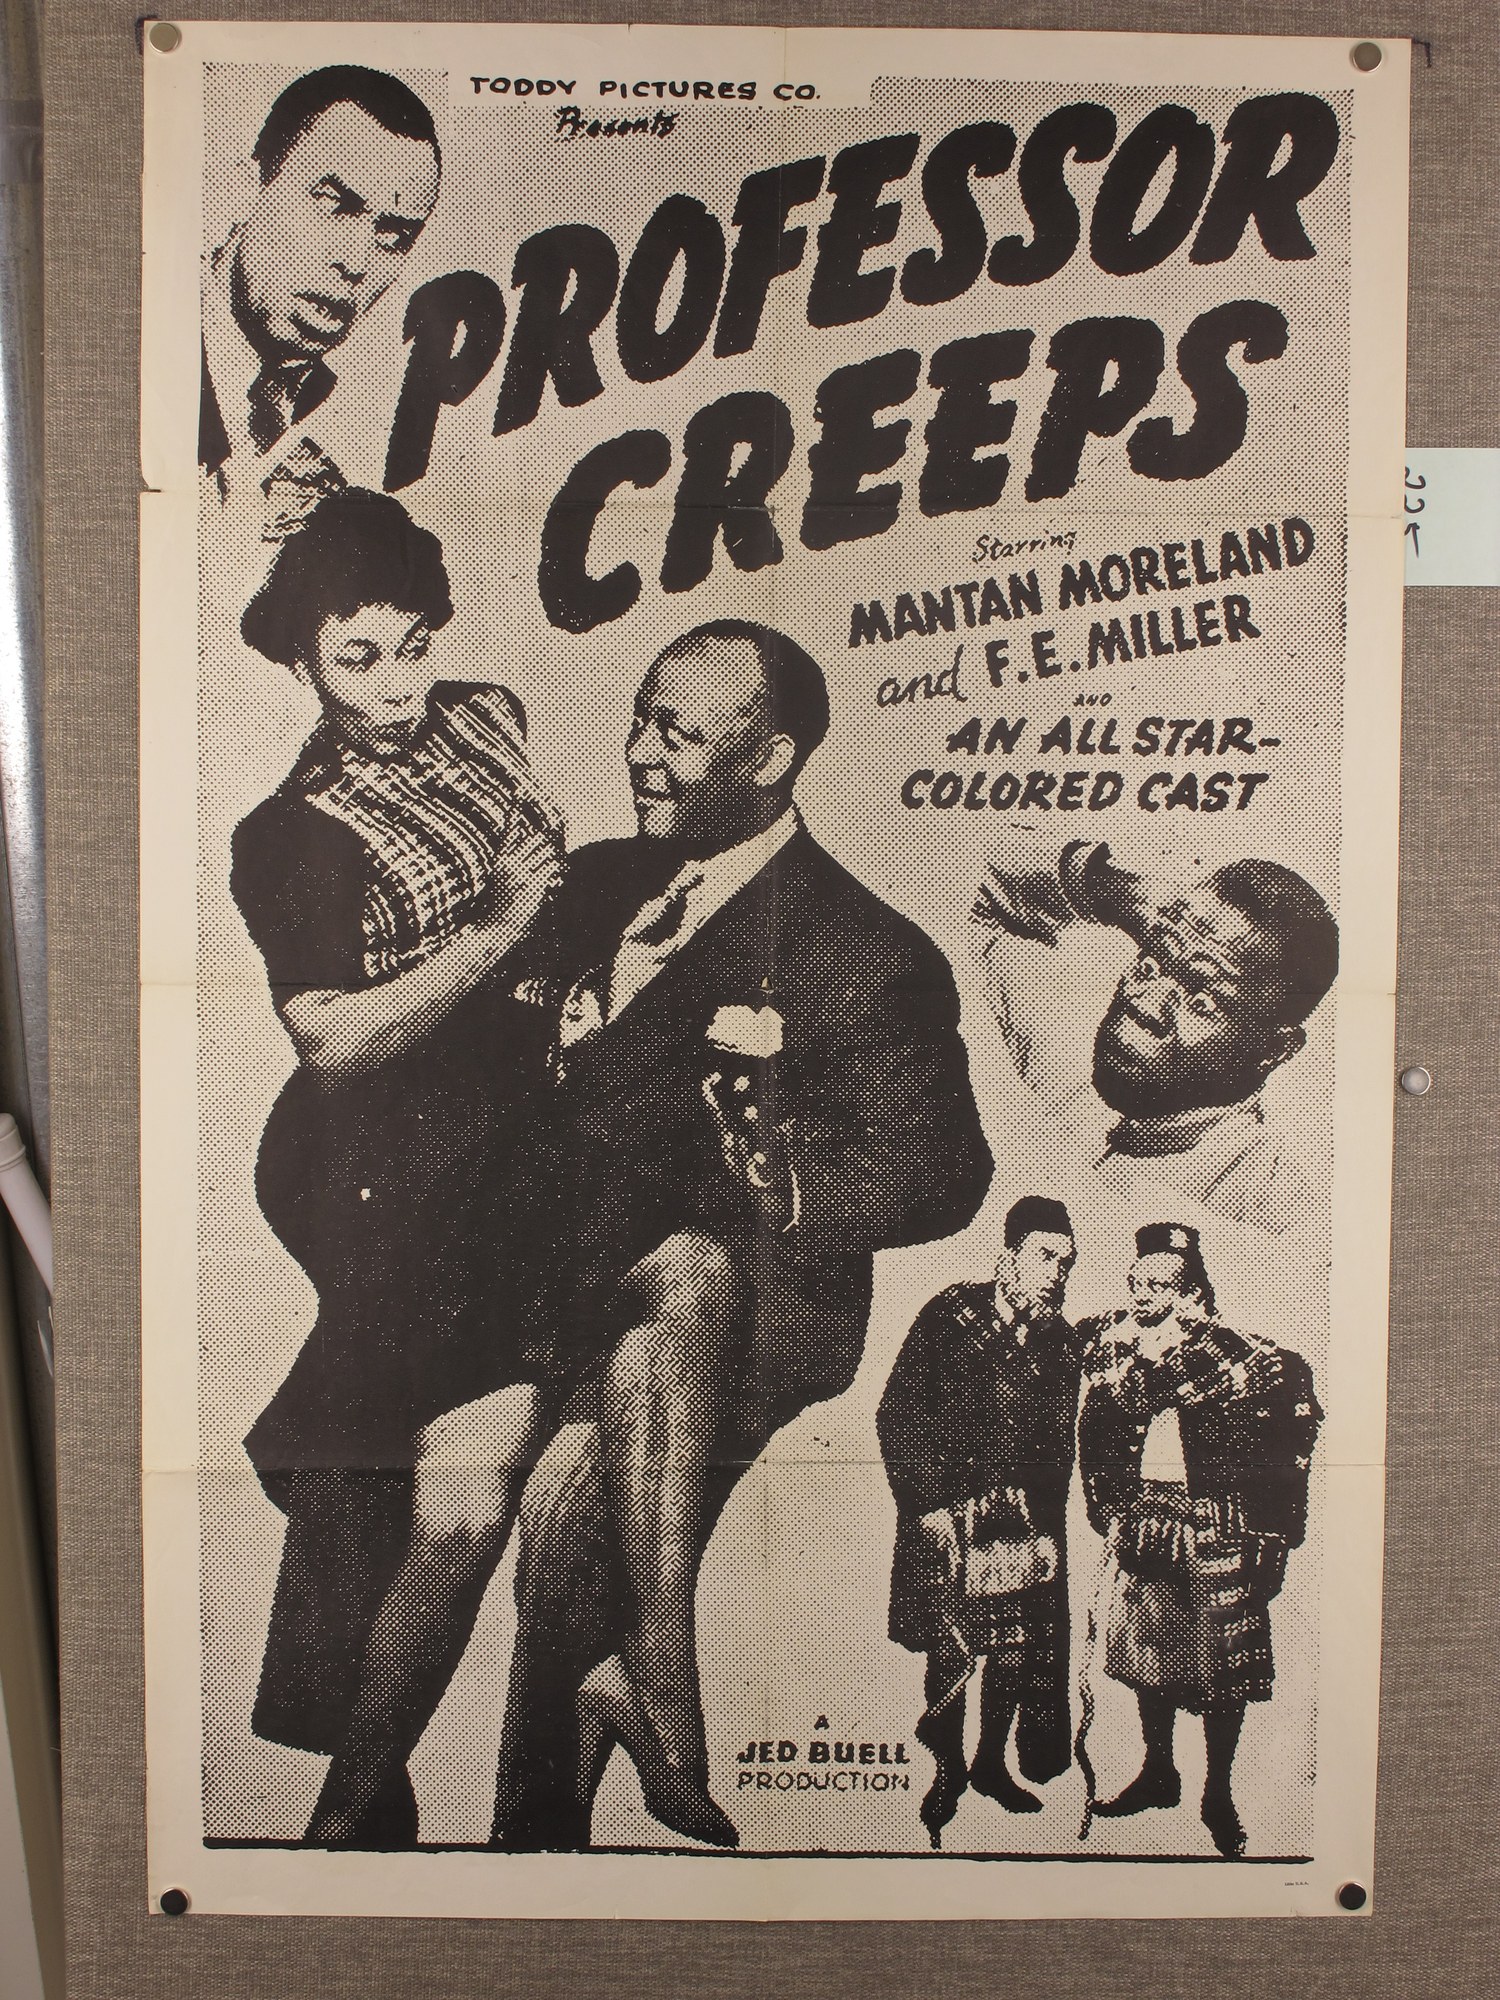 TODDY PICTURES CO.
Presents
PROFESSOR
CREEPS
Starring
MANTAN MORELAND
and F.E. MILLER
AND
AN ALL STAR-
COLORED CAST
A
JED BUELL
PRODUCTION